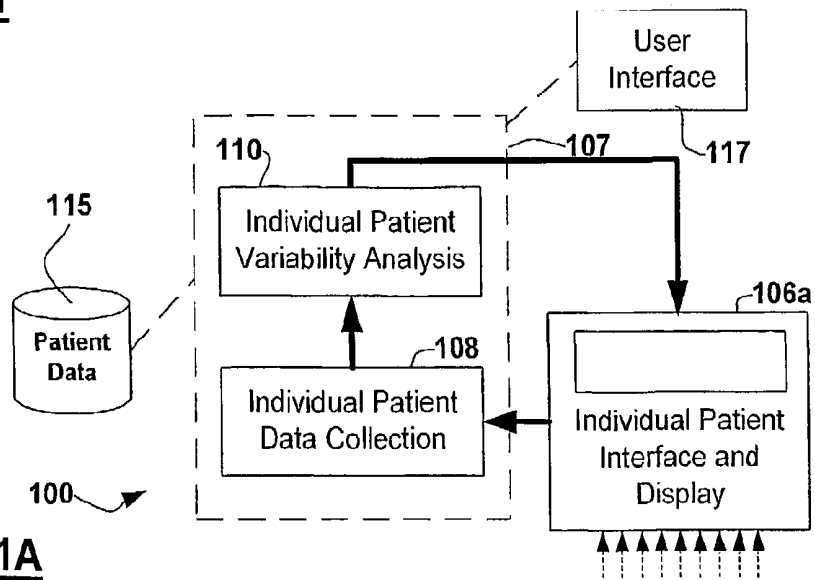 User
Interface
117
107
110
Individual Patient
Variability Analysis
115
Patient
Data
106a
108
Individual Patient
Data Collection
Individual Patient
Interface and
Display
100
1A